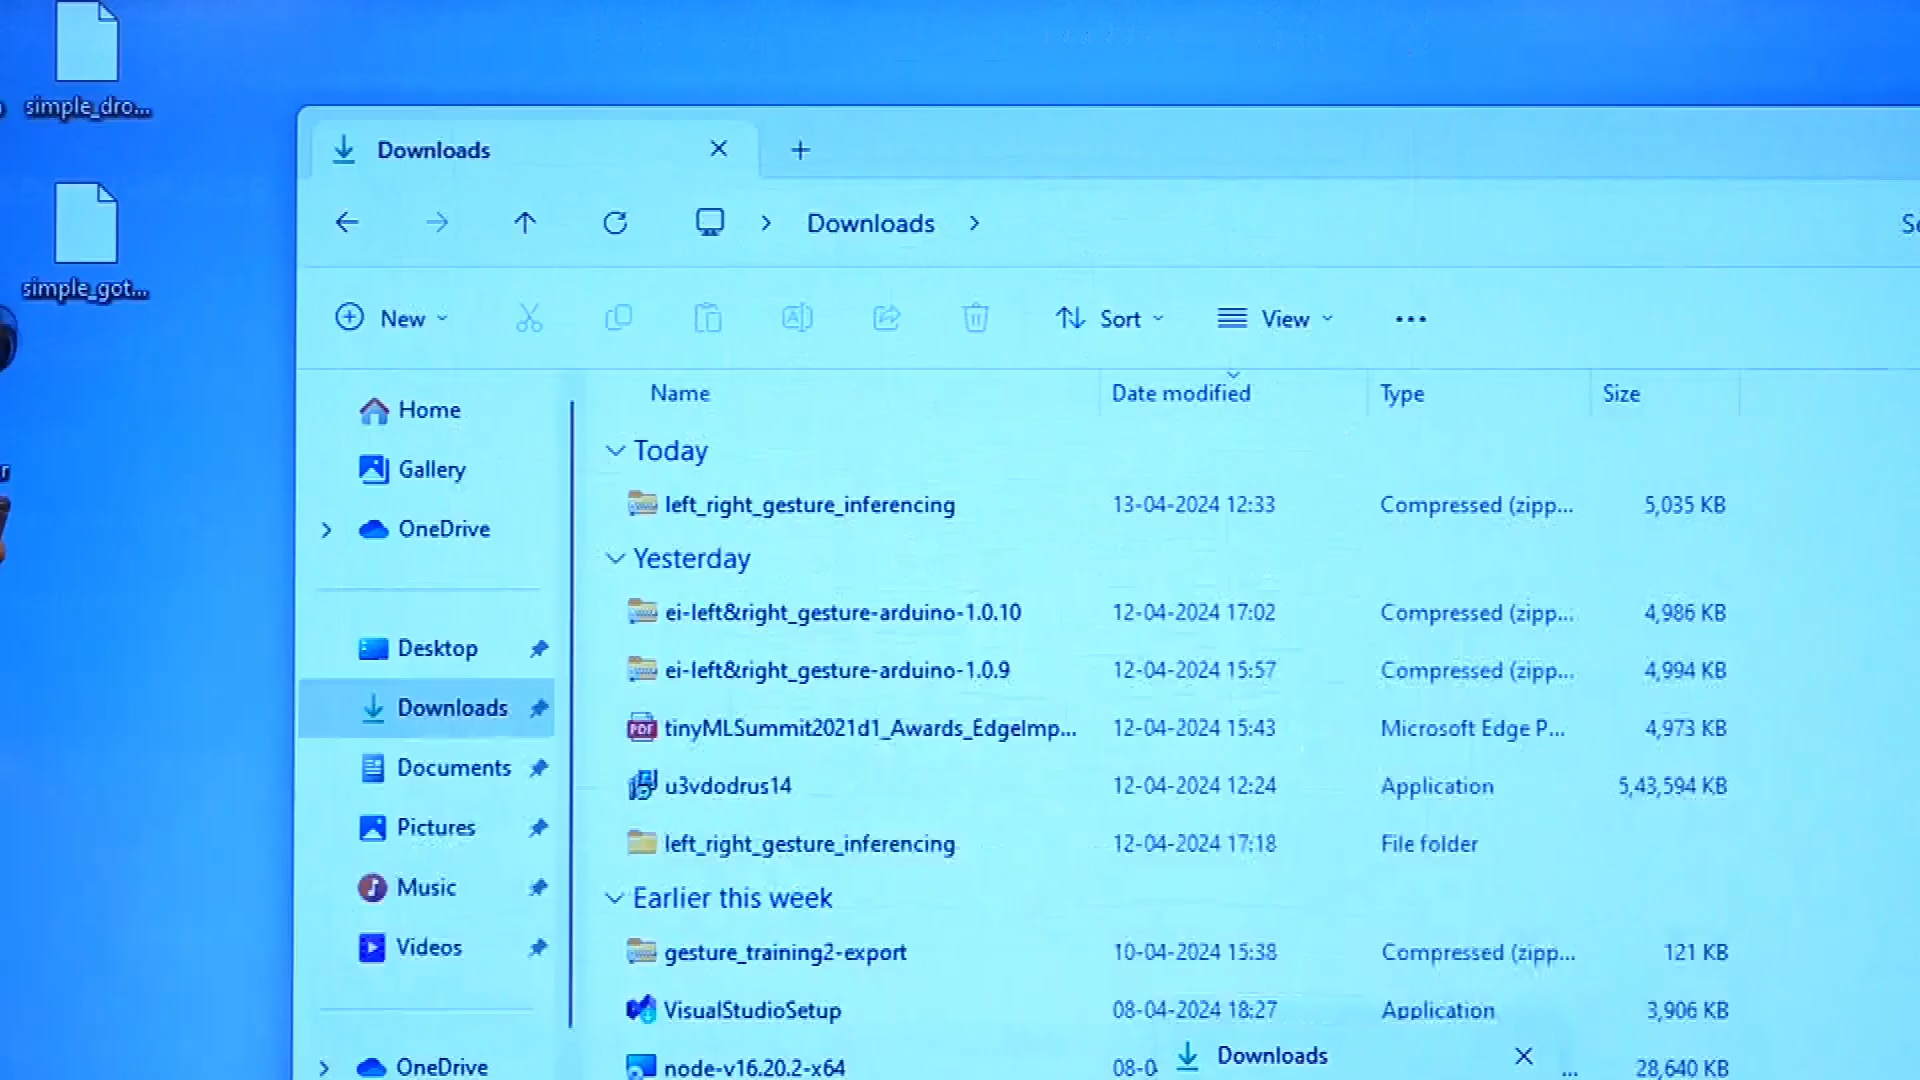 simple_dro...
simple_got...
Downloads
Downloads
New
Sort
View
Name Date modified Type Size
Home
Gallery
OneDrive
Desktop
Downloads
Documents
Pictures
Music
Videos
OneDrive
Today
left_right_gesture_inferencing 13-04-2024 12:33 Compressed (zipp... 5,035 KB
Yesterday
ei-left&right_gesture-arduino-1.0.10 12-04-2024 17:02 Compressed (zipp... 4,986 KB
ei-left&right_gesture-arduino-1.0.9 12-04-2024 15:57 Compressed (zipp... 4,994 KB
PDF tinyMLSummit2021d1_Awards_EdgeImp... 12-04-2024 15:43 Microsoft Edge P... 4,973 KB
u3vdodrus14 12-04-2024 12:24 Application 5,43,594 KB
left_right_gesture_inferencing 12-04-2024 17:18 File folder
Earlier this week
gesture_training2-export 10-04-2024 15:38 Compressed (zipp... 121 KB
VisualStudioSetup 08-04-2024 18:27 Application 3,906 KB
node-v16.20.2-x64 08-0 ... 28,640 KB
Downloads